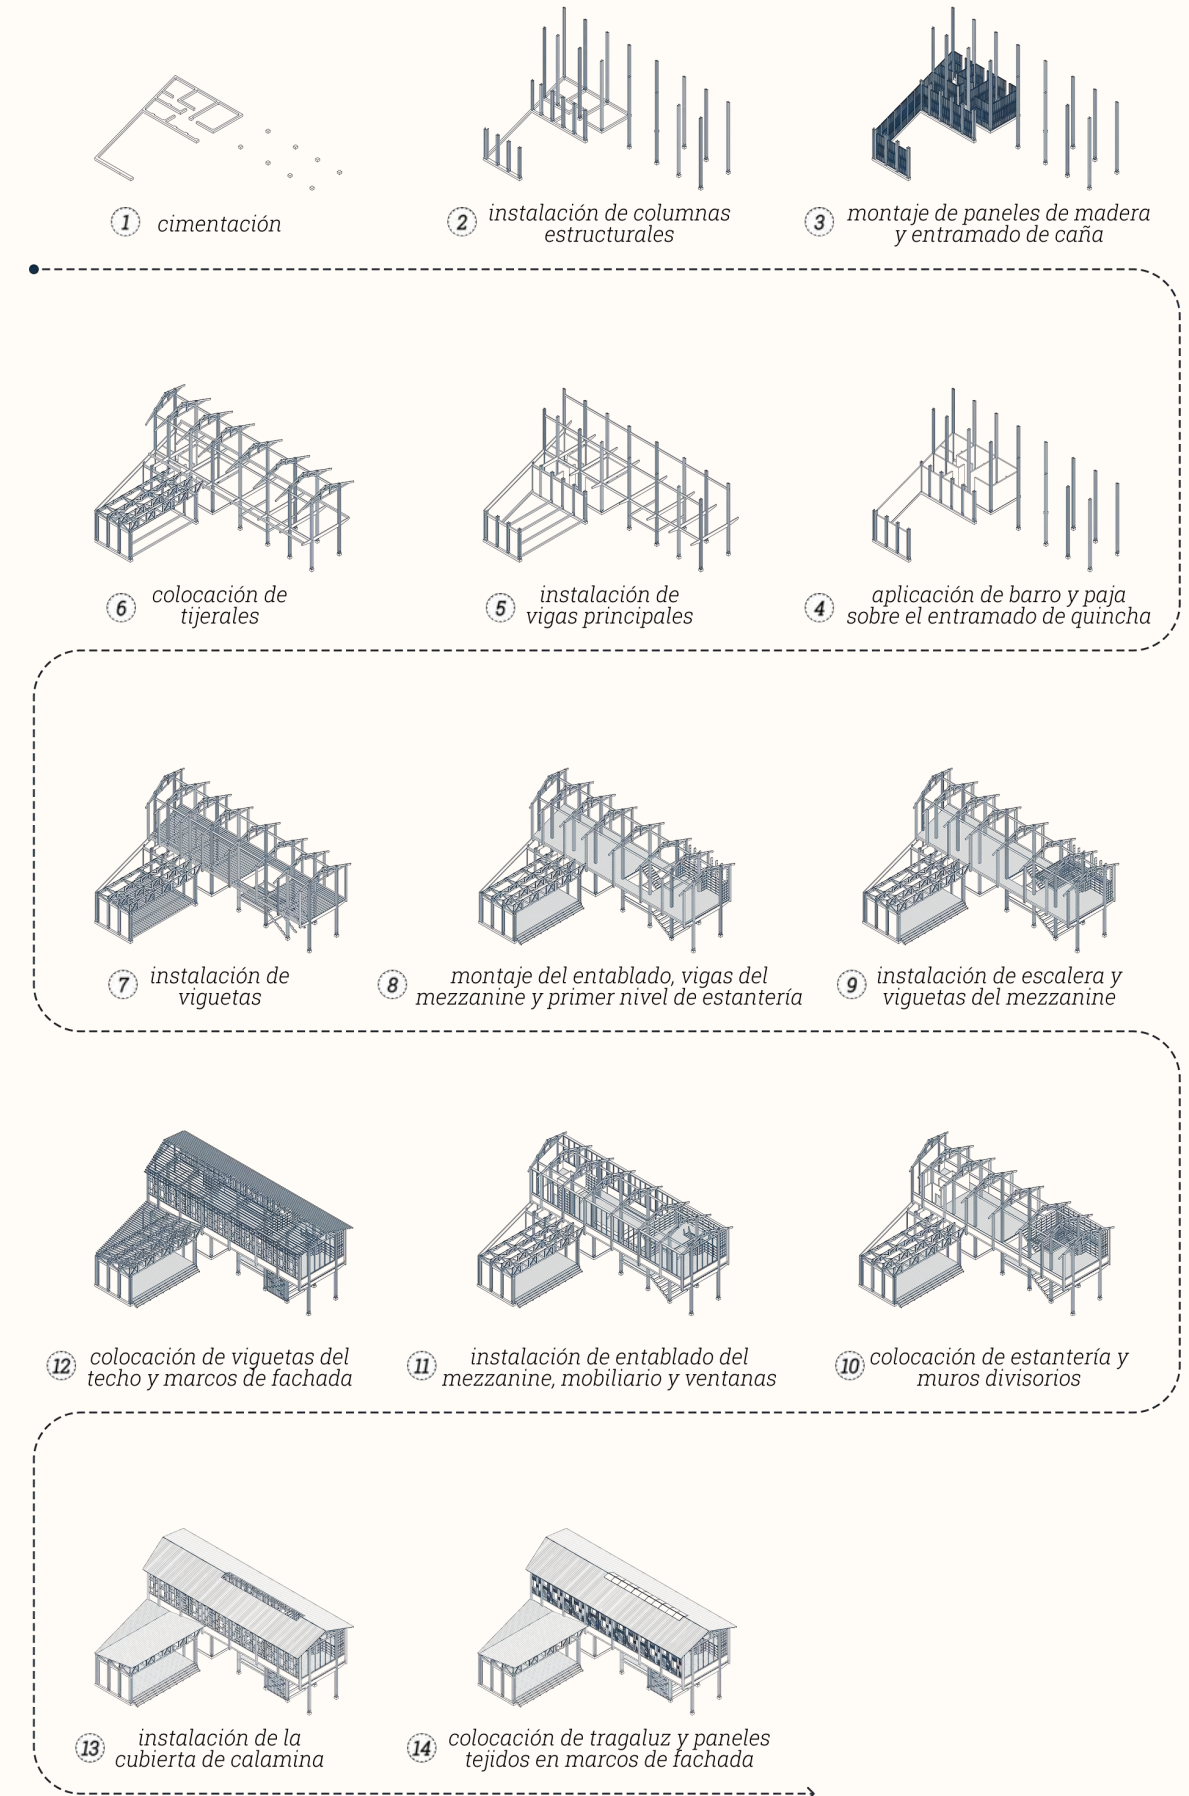 1 cimentación
2 instalación de columnas
estructurales
3 montaje de paneles de madera
y entramado de caña
4 aplicación de barro y paja
sobre el entramado de quincha
5 instalación de
vigas principales
6 colocación de
tijerales
7 instalación de
viguetas
8 montaje del entablado, vigas del
mezzanine y primer nivel de estantería
9 instalación de escalera y
viguetas del mezzanine
10 colocación de estantería y
muros divisorios
11 instalación de entablado del
mezzanine, mobiliario y ventanas
12 colocación de viguetas del
techo y marcos de fachada
13 instalación de la
cubierta de calamina
14 colocación de tragaluz y paneles
tejidos en marcos de fachada